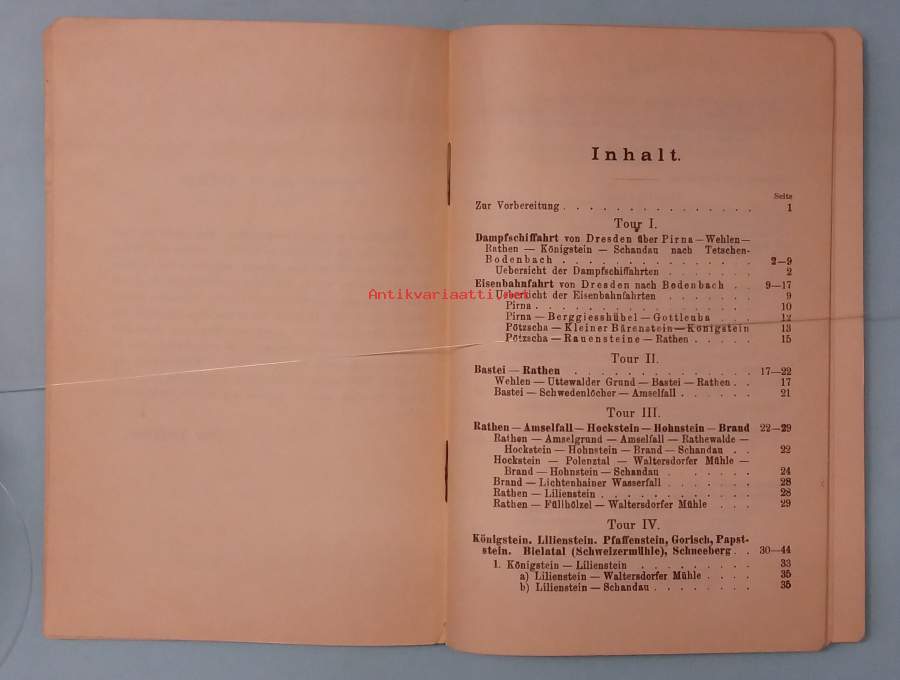 Inhalt.
Seite
Zur Vorbereitung . . . . . . . . . . . . . . . 1
Tour I.
Dampfschiffahrt von Dresden über Pirna — Wehlen —
Rathen — Königstein — Schandau nach Tetschen-
Bodenbach . . . . . . . . . . . . . . 2—9
Uebersicht der Dampfschiffahrten . . . . . . . 2
Eisenbahnfahrt von Dresden nach Bodenbach . . 9—17
Antikvariaatti.net
Uebersicht der Eisenbahnfahrten . . . . . . . 9
Pirna . . . . . . . . . . . . . . . . . 10
Pirna — Berggiesshübel — Gottleuba . . . 12
Pötzscha — Kleiner Bärenstein — Königstein 13
Pötzscha — Rauensteine — Rathen . . . . . 15
Tour II.
Bastei — Rathen . . . . . . . . . . . . . . 17—22
Wehlen — Uttewalder Grund — Bastei — Rathen . . 17
Bastei — Schwedenlöcher — Amselfall . . . . . . 21
Tour III.
Rathen — Amselfall — Hockstein — Hohnstein — Brand 22—29
Rathen — Amselgrund — Amselfall — Rathewalde —
Hockstein — Hohnstein — Brand — Schandau . . 22
Hockstein — Polenztal — Waltersdorfer Mühle —
Brand — Hohnstein — Schandau . . . . . . . 24
Brand — Lichtenhainer Wasserfall . . . . . . . 28
Rathen — Lilienstein . . . . . . . . . . . . 28
Rathen — Füllhölzel — Waltersdorfer Mühle . . . 29
Tour IV.
Königstein. Lilienstein. Pfaffenstein, Gorisch, Papst-
stein. Bielatal (Schweizermühle), Schneeberg . . 30—44
1. Königstein — Lilienstein . . . . . . . . . 33
a) Lilienstein — Waltersdorfer Mühle . . . . 35
b) Lilienstein — Schandau . . . . . . . . 35